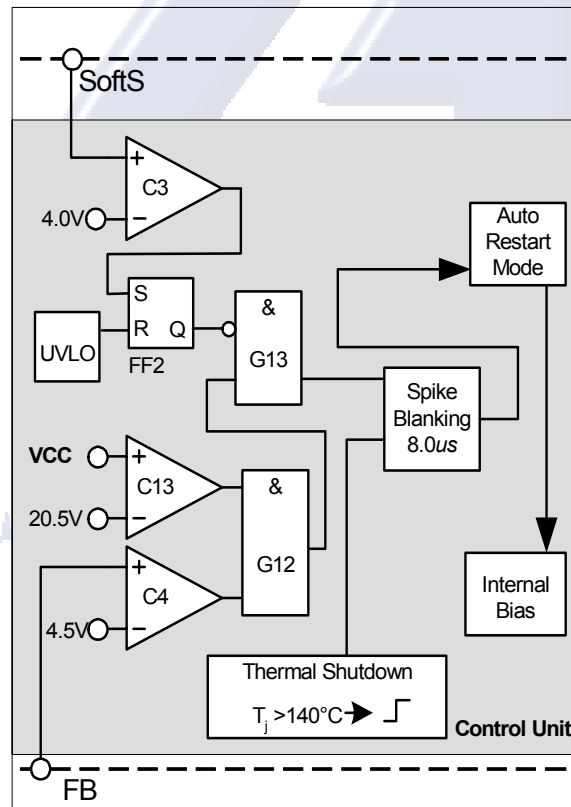 SoftS
+
C3
4.0V
−
Auto
Restart
Mode
S
R Q
FF2
UVLO
&
G13
Spike
Blanking
8.0us
VCC
+
C13
20.5V
−
&
G12
+
C4
4.5V
−
Internal
Bias
Thermal Shutdown
Tj >140°C
Control Unit
FB